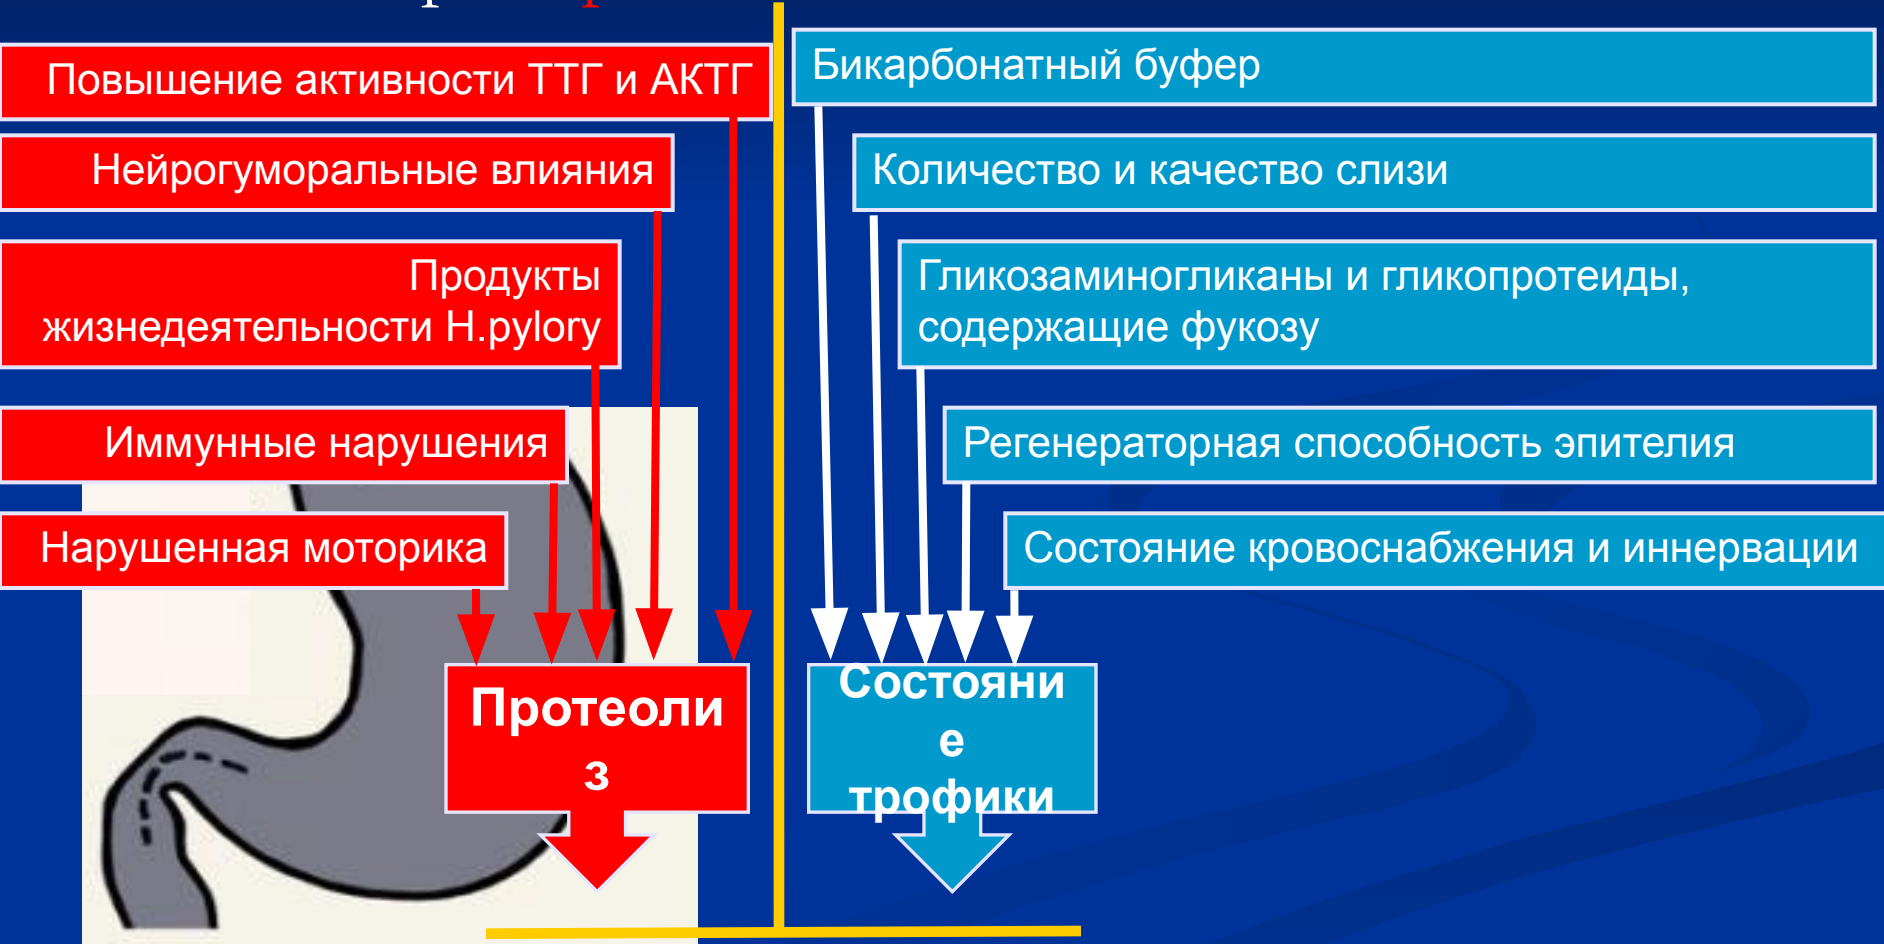 Повышение активности ТТГ и АКТГ
Нейрогуморальные влияния
Продукты
жизнедеятельности H.pylory
Иммунные нарушения
Нарушенная моторика
Протеоли
з
Бикарбонатный буфер
Количество и качество слизи
Гликозаминогликаны и гликопротеиды,
содержащие фукозу
Регенераторная способность эпителия
Состояние кровоснабжения и иннервации
Состояни
е
трофики